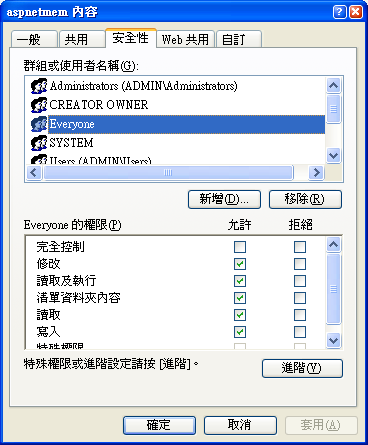 aspnetmem 內容
一般 共用 安全性 Web 共用 自訂
群組或使用者名稱(G):
Administrators (ADMIN\Administrators)
CREATOR OWNER
Everyone
SYSTEM
Users (ADMIN\Users)
新增(D)... 移除(R)
Everyone 的權限(P) 允許 拒絕
完全控制
修改
讀取及執行
清單資料夾內容
讀取
寫入
特殊權限
特殊權限或進階設定請按 [進階]。
進階(V)
確定 取消 套用(A)